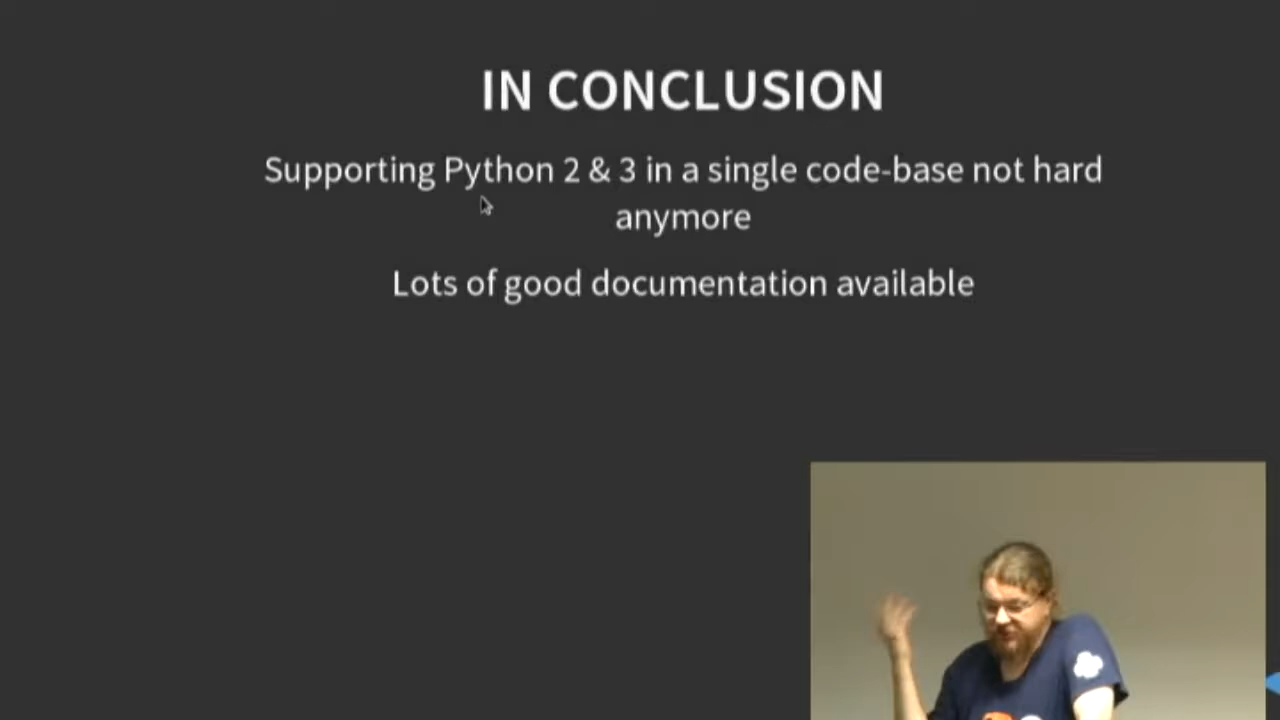 IN CONCLUSION
Supporting Python 2 & 3 in a single code-base not hard
anymore
Lots of good documentation available